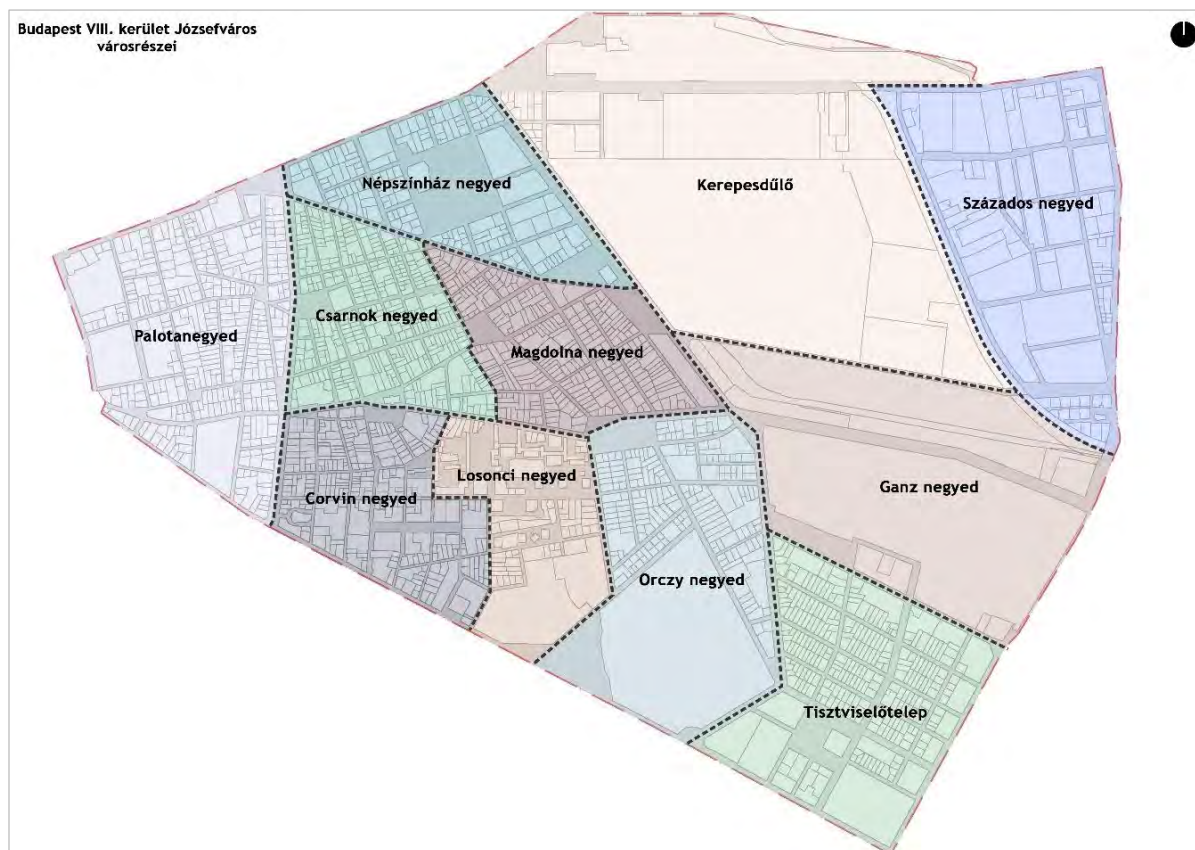 Budapest VIII. kerület Józsefváros
városrészei
Népszínház negyed
Kerepesdűlő
Százados negyed
Csarnok negyed
Palotanegyed
Magdolna negyed
Losonci negyed
Corvin negyed
Ganz negyed
Orczy negyed
Tisztviselőtelep